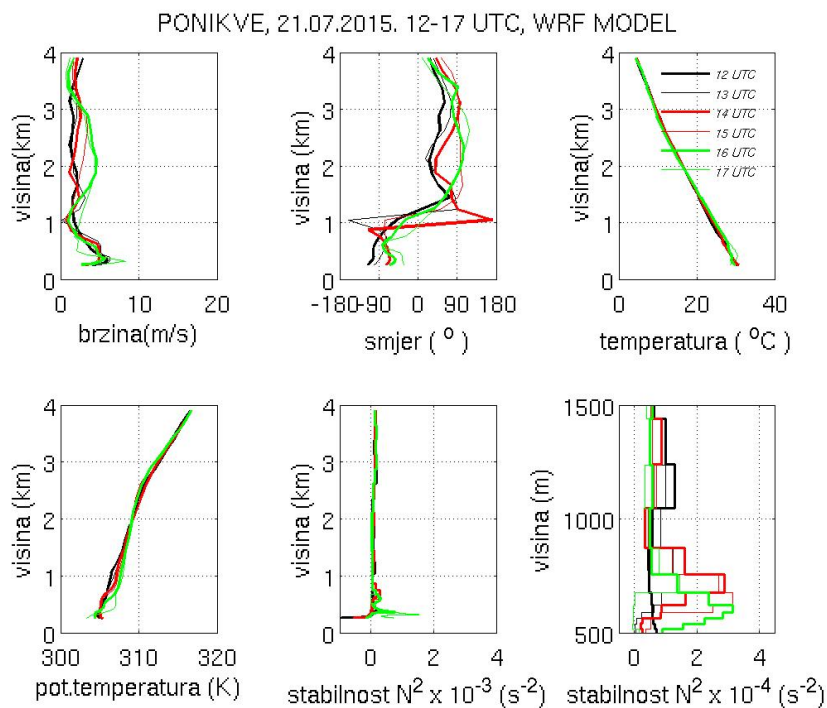 PONIKVE, 21.07.2015. 12-17 UTC, WRF MODEL
visina(km)
4
3
2
1
0
0 10 20
brzina(m/s)
visina(km)
4
3
2
1
0
-180 -90 0 90 180
smjer ( º )
visina(km)
4
3
2
1
0
0 20 40
temperatura ( ºC )
12 UTC
13 UTC
14 UTC
15 UTC
16 UTC
17 UTC
visina (km)
4
3
2
1
0
300 310 320
pot.temperatura (K)
visina (km)
4
3
2
1
0
0 2 4
stabilnost N² x 10⁻³ (s⁻²)
visina (m)
1500
1000
500
0 2 4
stabilnost N² x 10⁻⁴ (s⁻²)